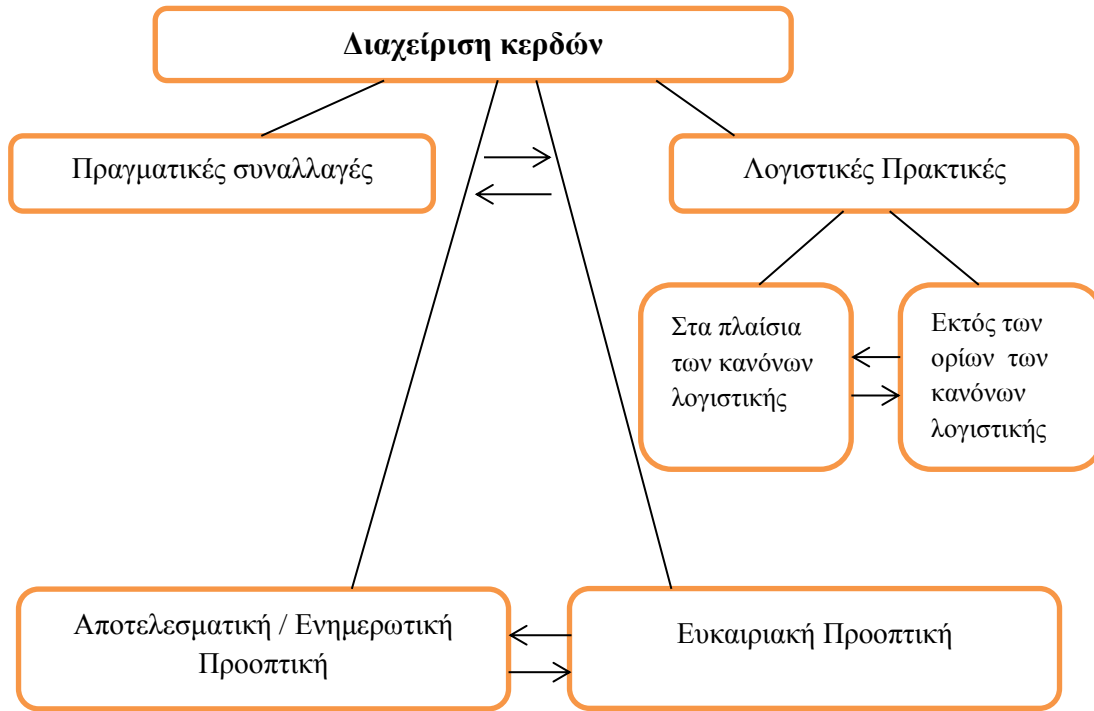 Διαχείριση κερδών
Πραγματικές συναλλαγές
Λογιστικές Πρακτικές
Στα πλαίσια
των κανόνων
λογιστικής
Εκτός των
ορίων των
κανόνων
λογιστικής
Αποτελεσματική / Ενημερωτική
Προοπτική
Ευκαιριακή Προοπτική